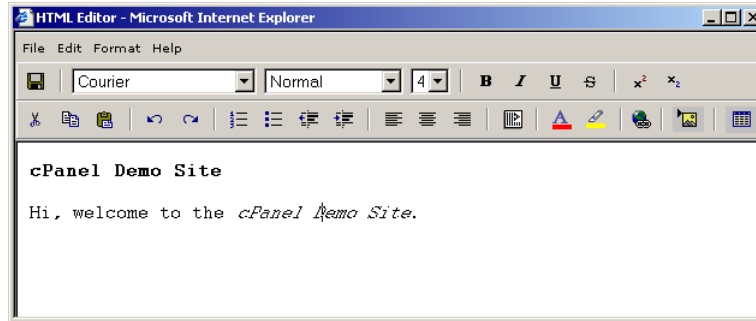 HTML Editor - Microsoft Internet Explorer
File Edit Format Help
Courier Normal 4 B I U S x² x₂
A
cPanel Demo Site
Hi, welcome to the cPanel Demo Site.